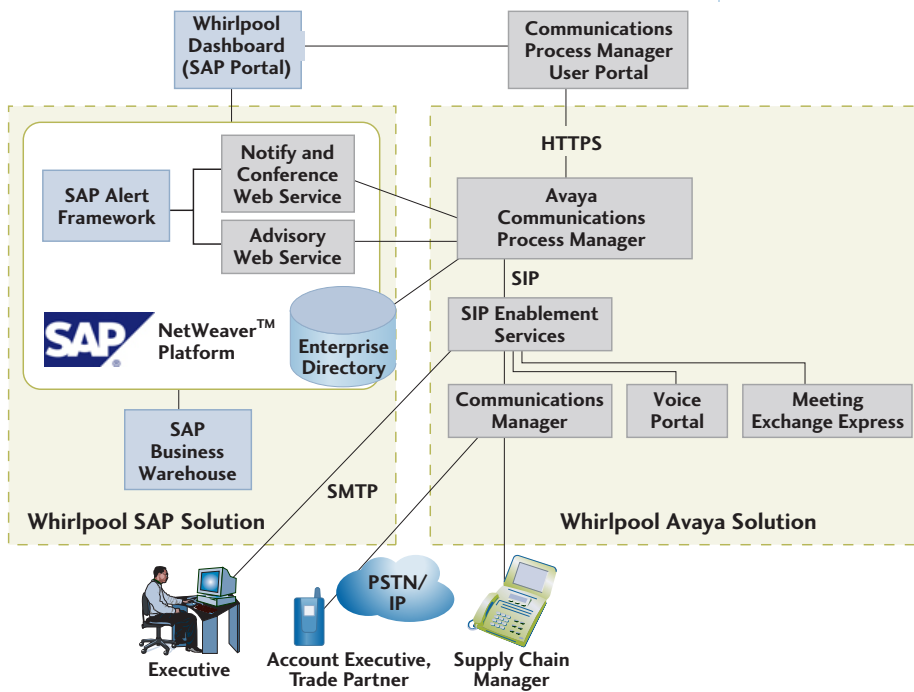 Whirlpool
Dashboard
(SAP Portal)
Communications
Process Manager
User Portal
HTTPS
Notify and
Conference
Web Service
SAP Alert
Framework
Advisory
Web Service
Avaya
Communications
Process Manager
SIP
SAP
®
NetWeaver™
Platform
Enterprise
Directory
SIP Enablement
Services
Communications
Manager
Voice
Portal
Meeting
Exchange Express
SAP
Business
Warehouse
SMTP
Whirlpool SAP Solution
Whirlpool Avaya Solution
PSTN/
IP
Executive
Account Executive,
Trade Partner
Supply Chain
Manager